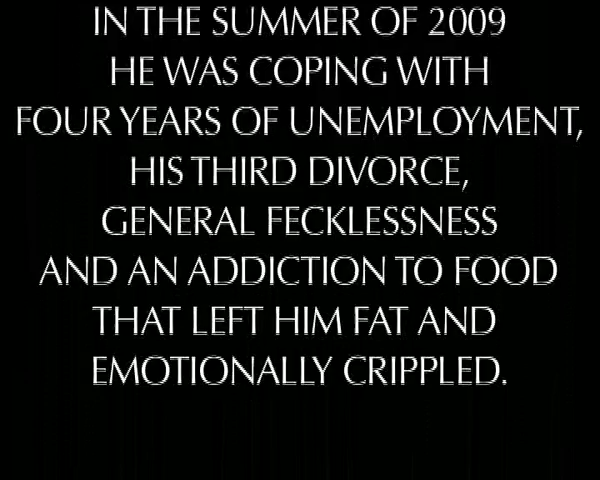 IN THE SUMMER OF 2009
HE WAS COPING WITH
FOUR YEARS OF UNEMPLOYMENT,
HIS THIRD DIVORCE,
GENERAL FECKLESSNESS
AND AN ADDICTION TO FOOD
THAT LEFT HIM FAT AND
EMOTIONALLY CRIPPLED.